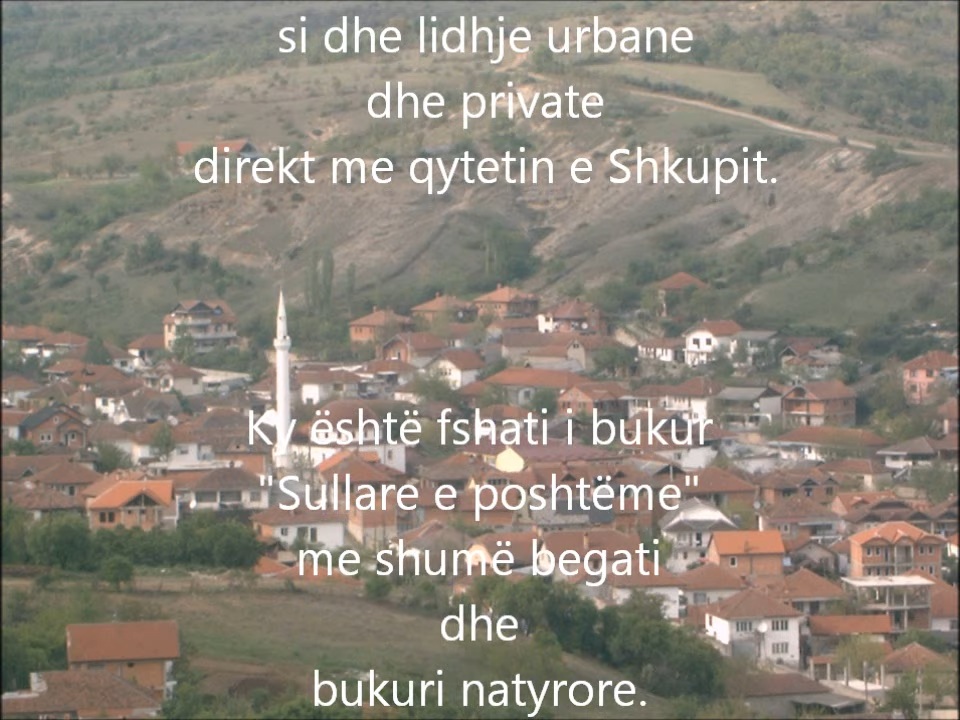 si dhe lidhje urbane
dhe private
direkt me qytetin e Shkupit.
Ky është fshati i bukur
"Sullare e poshtëme"
me shumë begati
dhe
bukuri natyrore.